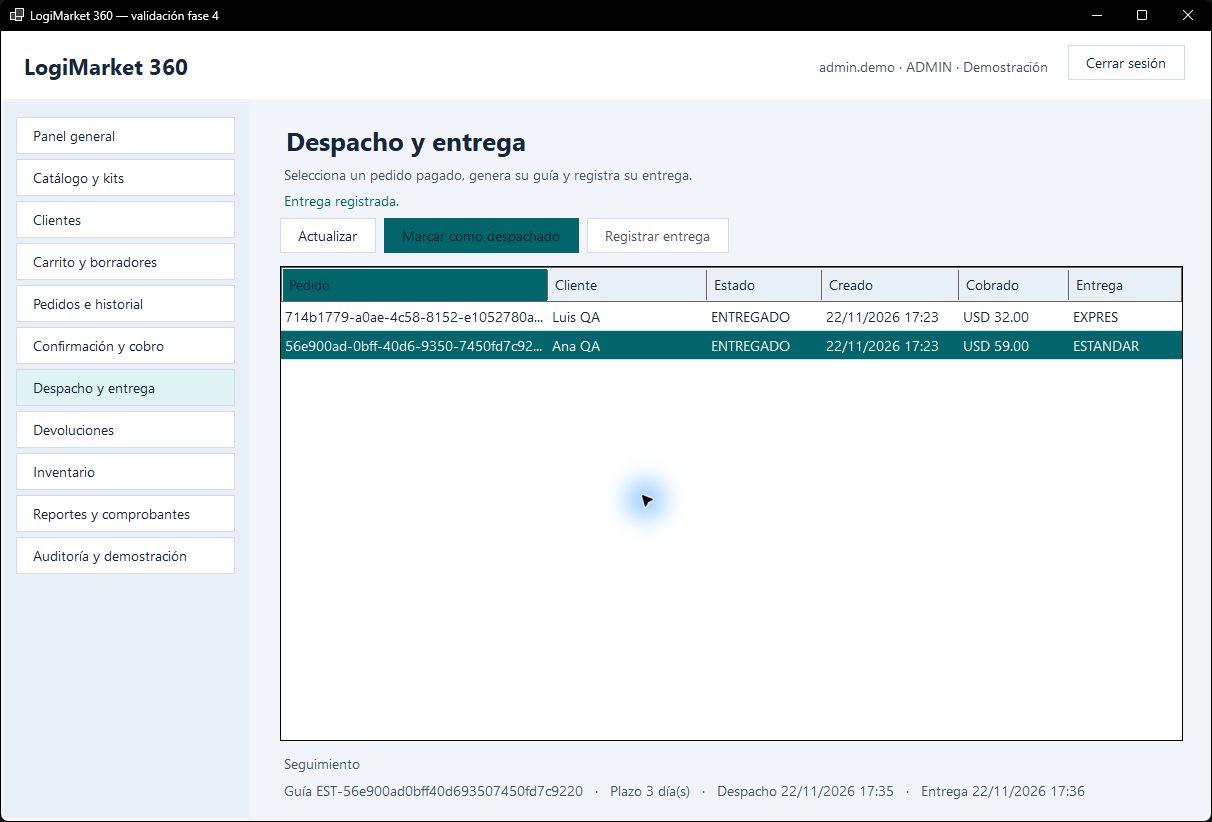 LogiMarket 360 — validación fase 4
LogiMarket 360
admin.demo · ADMIN · Demostración
Cerrar sesión
Panel general
Catálogo y kits
Clientes
Carrito y borradores
Pedidos e historial
Confirmación y cobro
Despacho y entrega
Devoluciones
Inventario
Reportes y comprobantes
Auditoría y demostración
Despacho y entrega
Selecciona un pedido pagado, genera su guía y registra su entrega.
Entrega registrada.
Actualizar Marcar como despachado Registrar entrega
Pedido Cliente Estado Creado Cobrado Entrega
714b1779-a0ae-4c58-8152-e1052780a... Luis QA ENTREGADO 22/11/2026 17:23 USD 32.00 EXPRES
56e900ad-0bff-40d6-9350-7450fd7c92... Ana QA ENTREGADO 22/11/2026 17:23 USD 59.00 ESTANDAR
Seguimiento
Guía EST-56e900ad0bff40d693507450fd7c9220 · Plazo 3 día(s) · Despacho 22/11/2026 17:35 · Entrega 22/11/2026 17:36